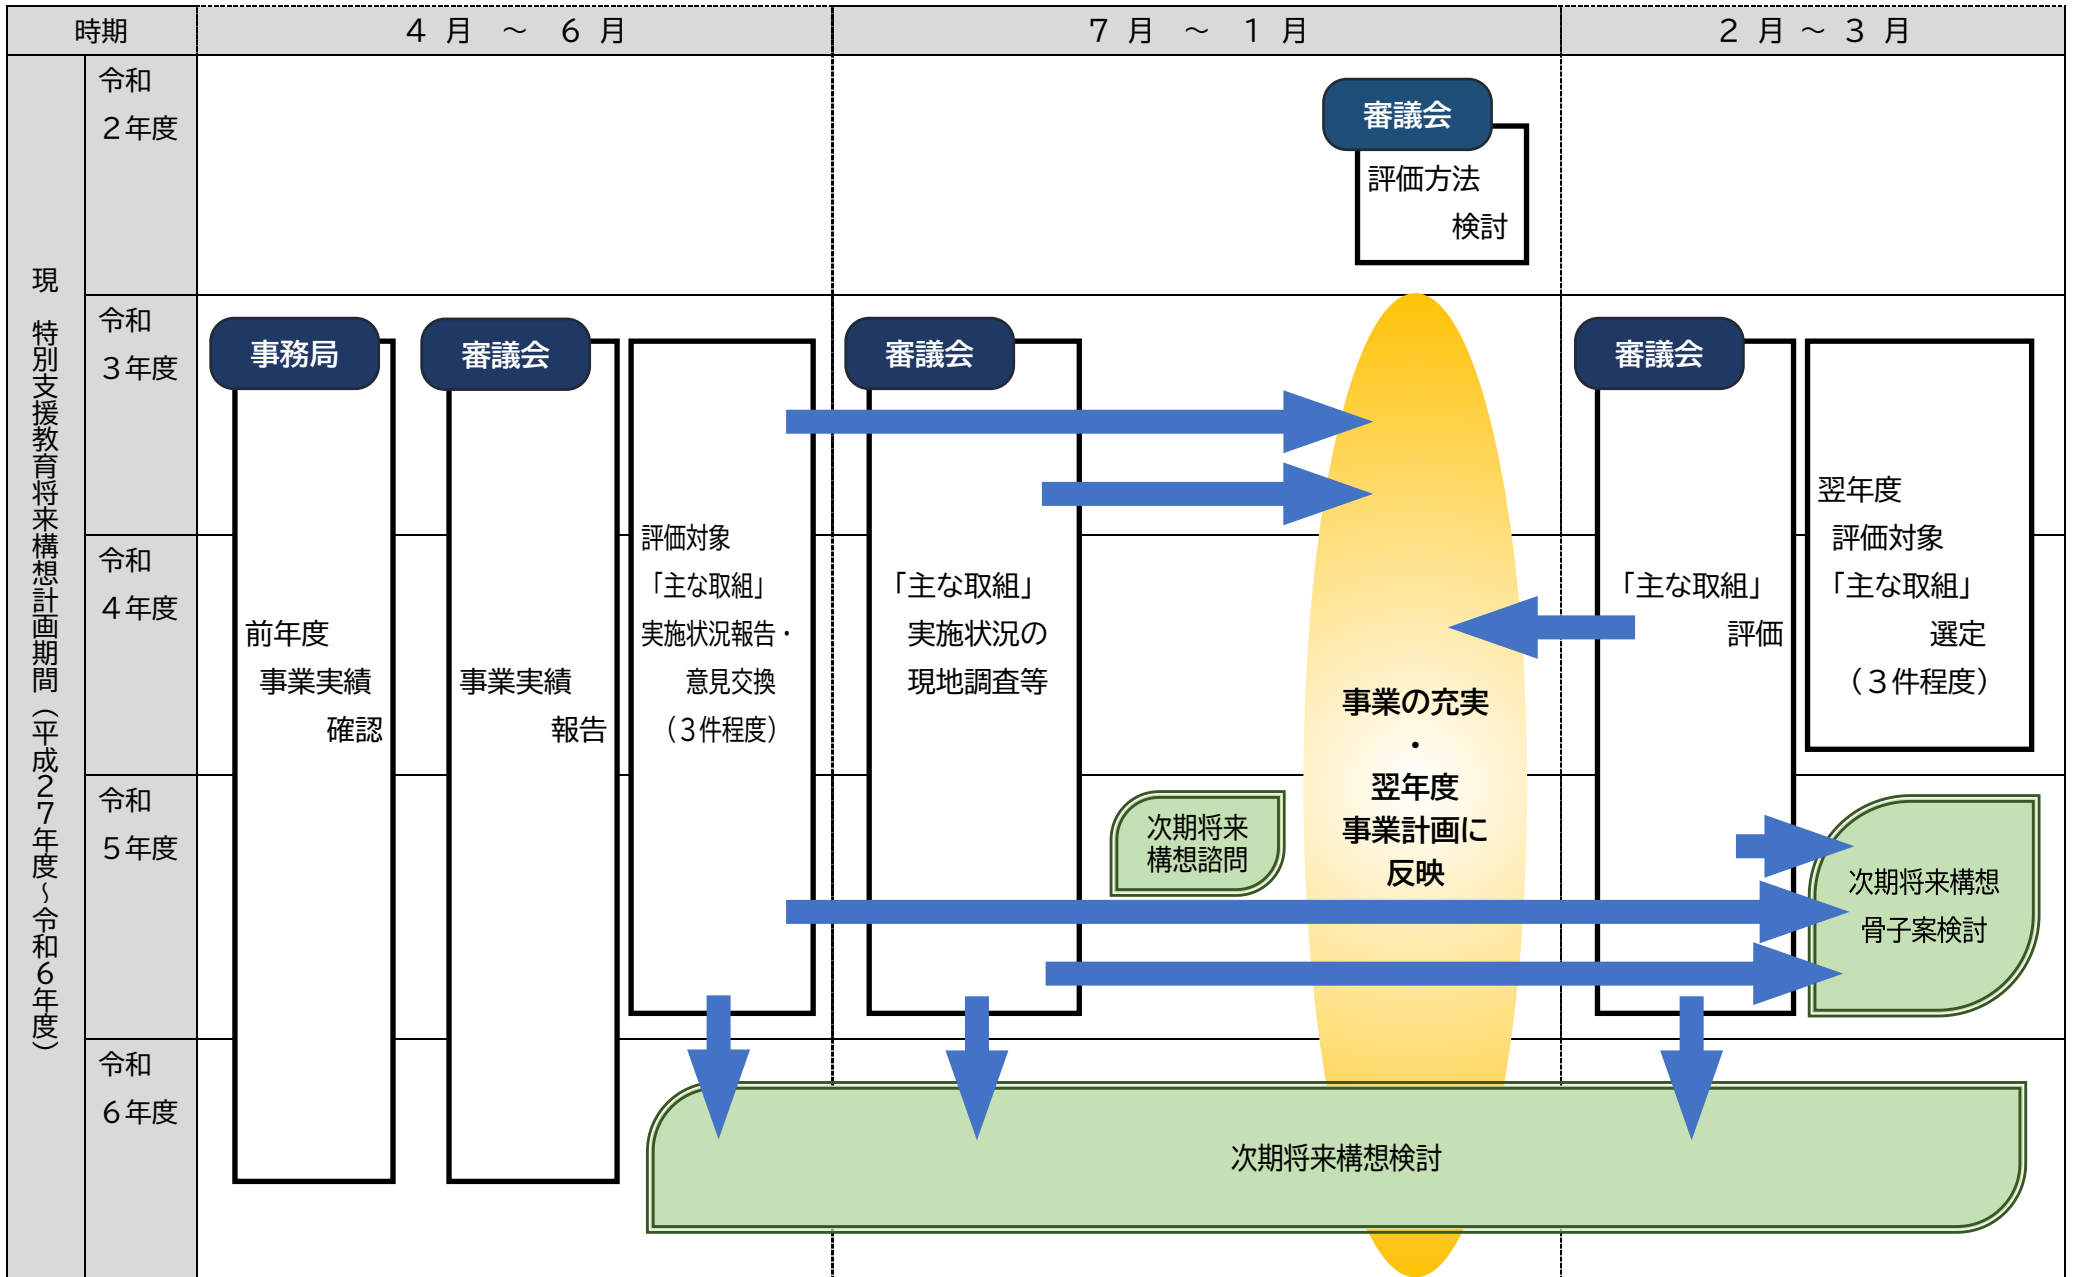 時期
４月 ～ ６月
７月 ～ １月
２月～３月
現 特別支援教育将来構想計画期間（平成２７年度～令和６年度）
令和
２年度
審議会
評価方法
検討
令和
３年度
令和
４年度
令和
５年度
令和
６年度
事務局
前年度
事業実績
確認
審議会
事業実績
報告
評価対象
「主な取組」
実施状況報告・
意見交換
（３件程度）
審議会
「主な取組」
実施状況の
現地調査等
事業の充実
・
翌年度
事業計画に
反映
審議会
「主な取組」
評価
翌年度
評価対象
「主な取組」
選定
（３件程度）
次期将来
構想諮問
次期将来構想
骨子案検討
次期将来構想検討